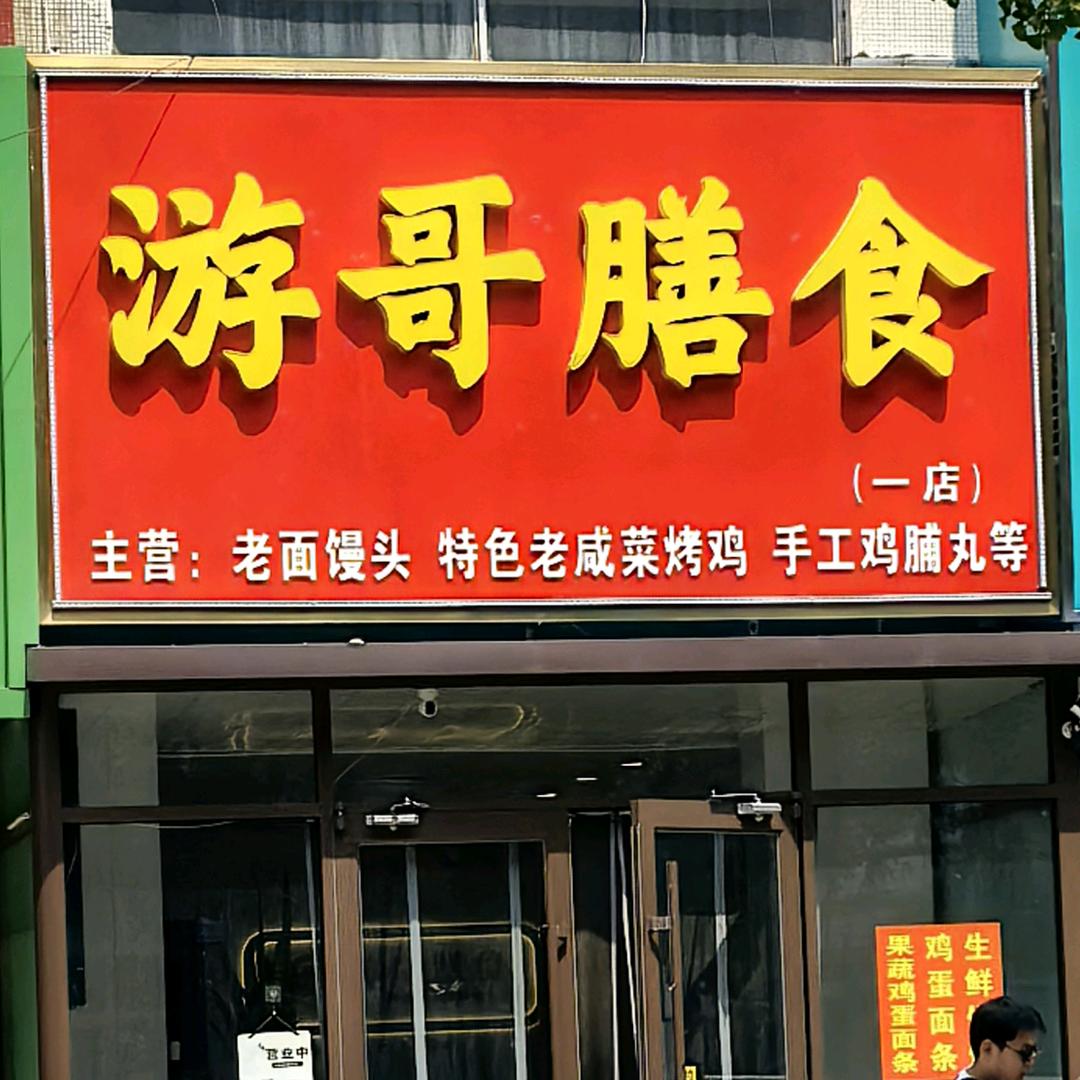 游哥膳食
（一店）
主营：老面馒头 特色老咸菜烤鸡 手工鸡脯丸等
生鲜
鸡蛋面条
果蔬鸡蛋面条
营业中